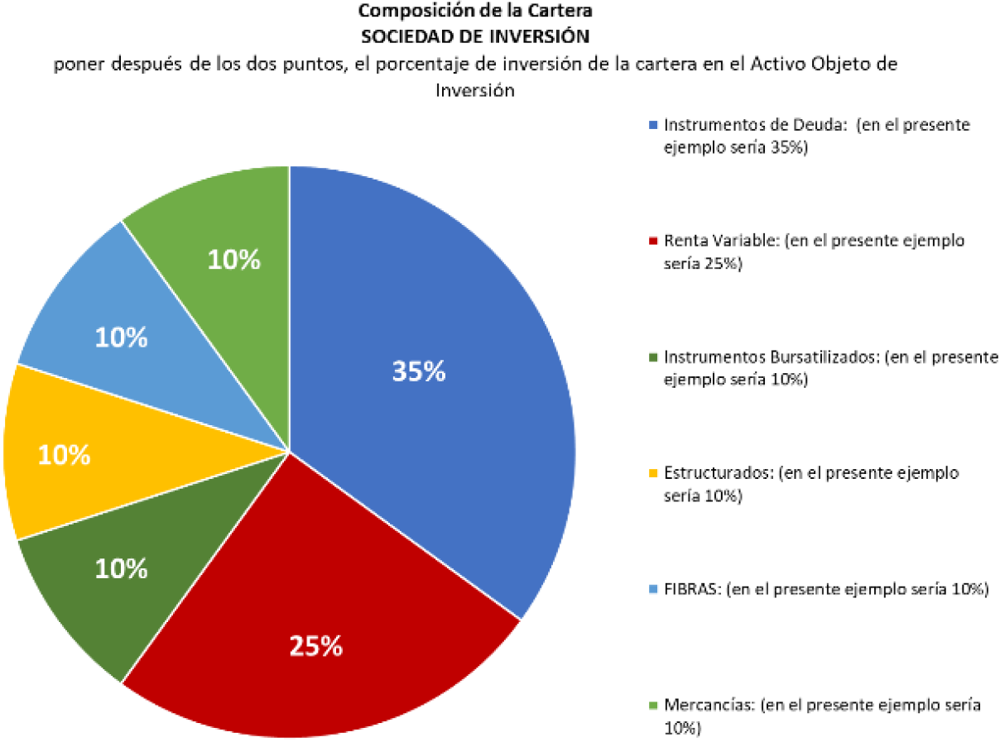 Composición de la Cartera
SOCIEDAD DE INVERSIÓN
poner después de los dos puntos, el porcentaje de inversión de la cartera en el Activo Objeto de
Inversión
Instrumentos de Deuda:  (en el presente
ejemplo sería 35%)
Renta Variable: (en el presente ejemplo
sería 25%)
Instrumentos Bursatilizados: (en el presente
ejemplo sería 10%)
Estructurados: (en el presente ejemplo
sería 10%)
FIBRAS: (en el presente ejemplo sería 10%)
Mercancías: (en el presente ejemplo sería
10%)
35%
25%
10%
10%
10%
10%